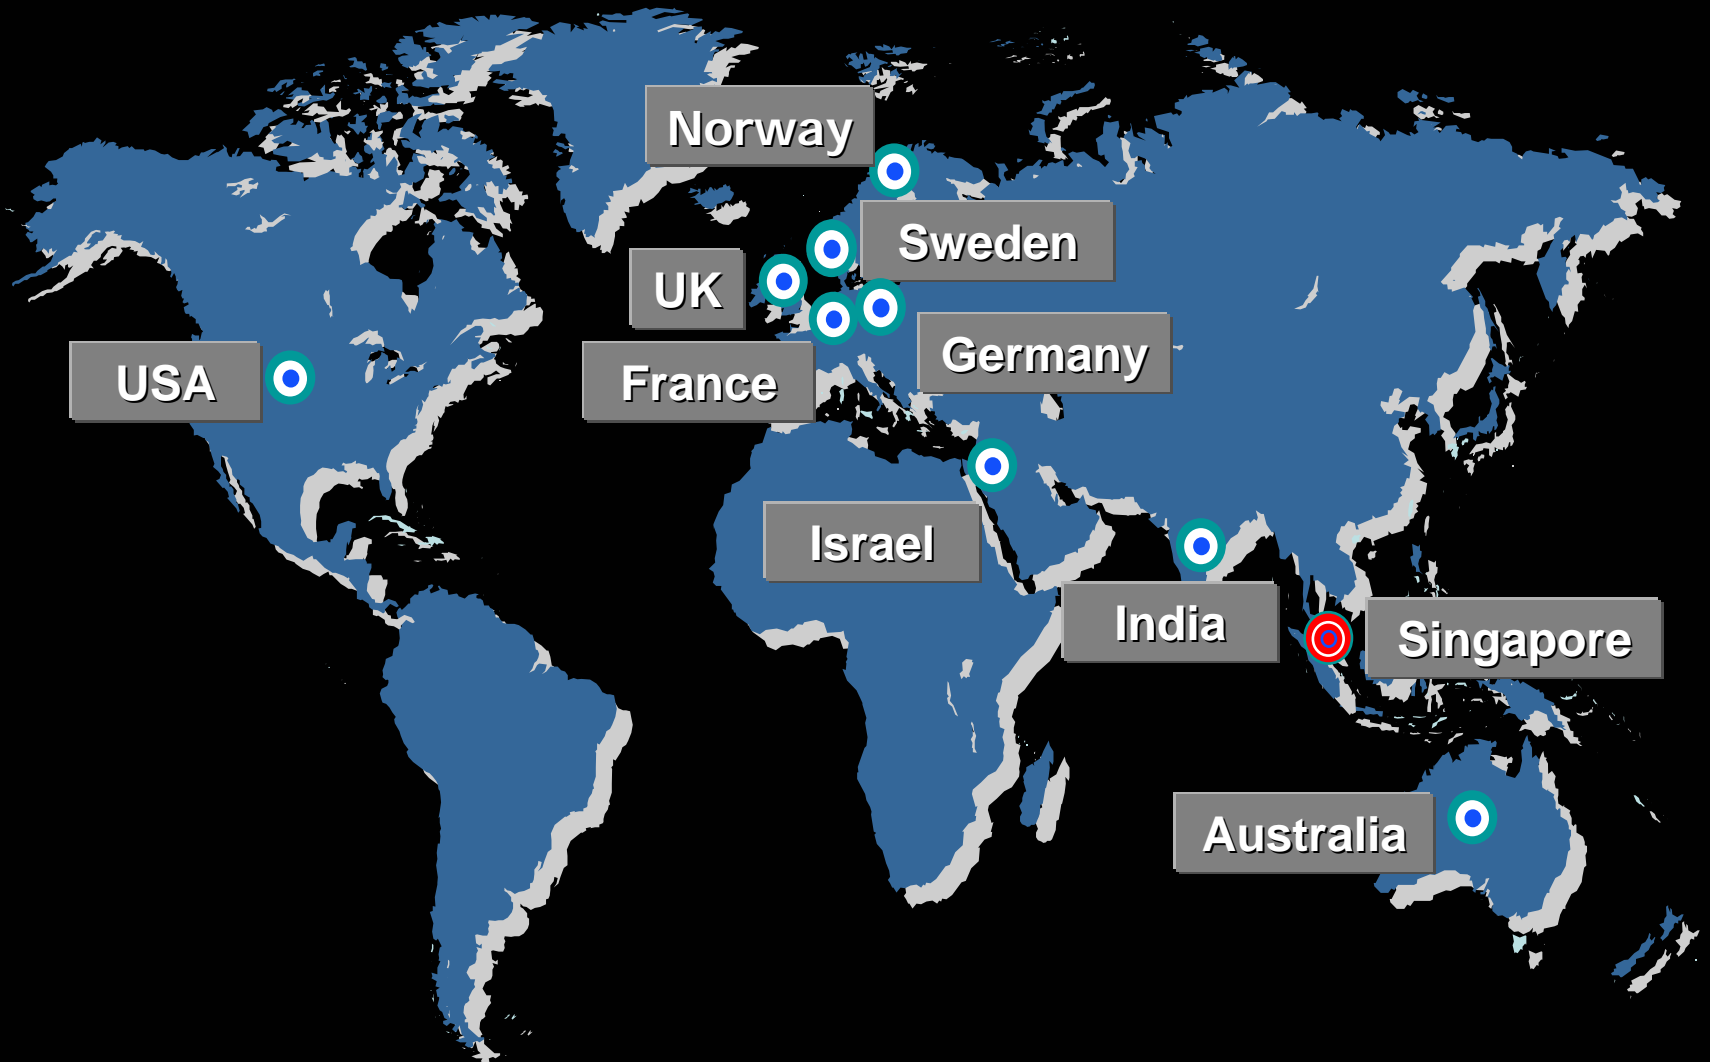 Norway
Sweden
UK
Germany
USA
France
Israel
India
Singapore
Australia